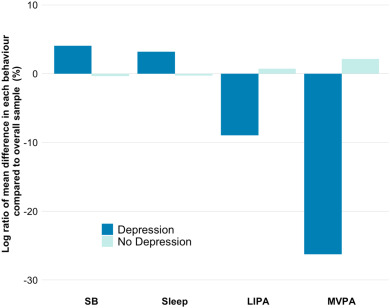 Log ratio of mean difference in each behaviour
compared to overall sample (%)
10
0
-10
-20
-30
Depression
No Depression
SB Sleep LIPA MVPA